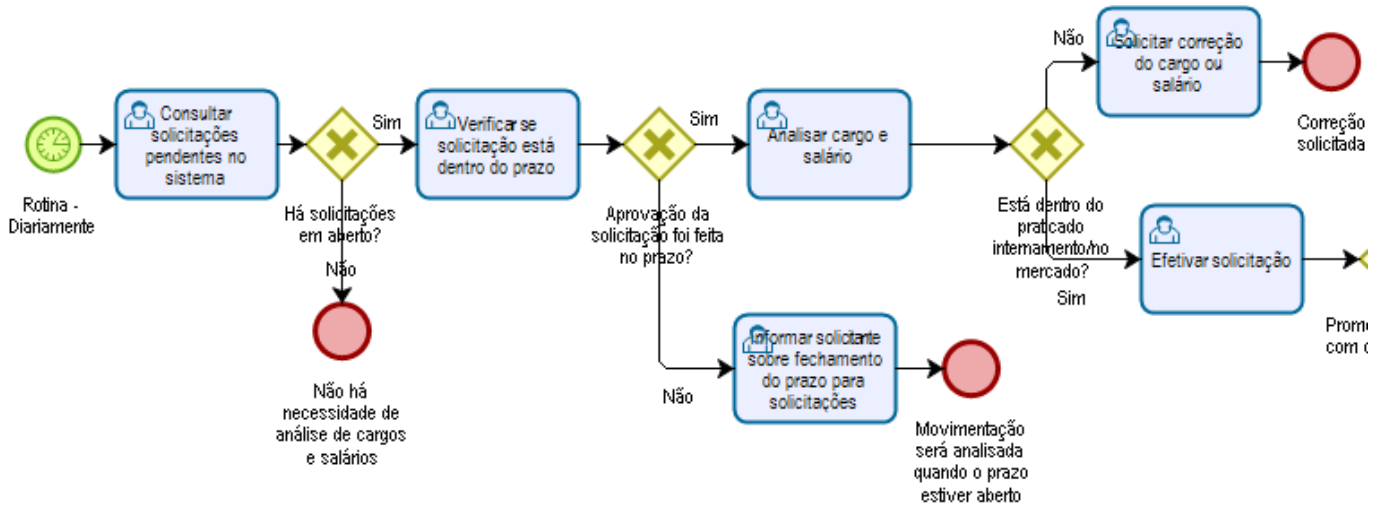 Rotina -
Diariamente
Consultar
solicitações
pendentes no
sistema
Há solicitações
em aberto?
Sim
Não
Não há
necessidade de
análise de cargos
e salários
Verificar se
solicitação está
dentro do prazo
Aprovação da
solicitação foi feita
no prazo?
Sim
Não
Analisar cargo e
salário
Informar solicitante
sobre fechamento
do prazo para
solicitações
Movimentação
será analisada
quando o prazo
estiver aberto
Está dentro do
praticado
internamento/no
mercado?
Não
Solicitar correção
do cargo ou
salário
Correção
solicitada
Sim
Efetivar solicitação
com